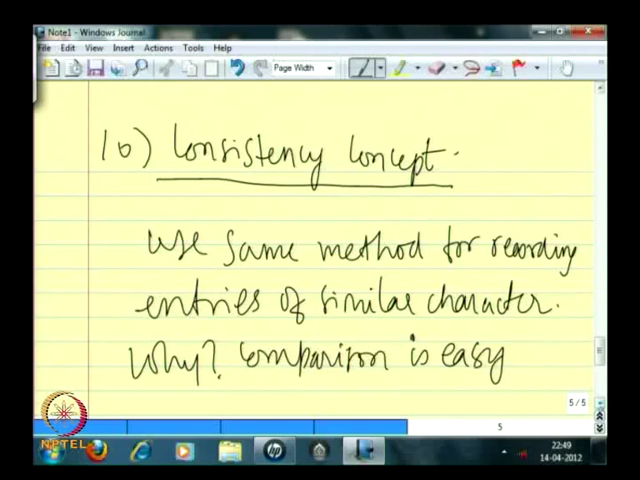 Note1 - Windows Journal
File Edit View Insert Actions Tools Help
Page Width
10) Consistency Concept.
Use same method for recording
entries of similar character.
Why? Comparison is easy
5/5
5
NPTEL
22:49
14-04-2012